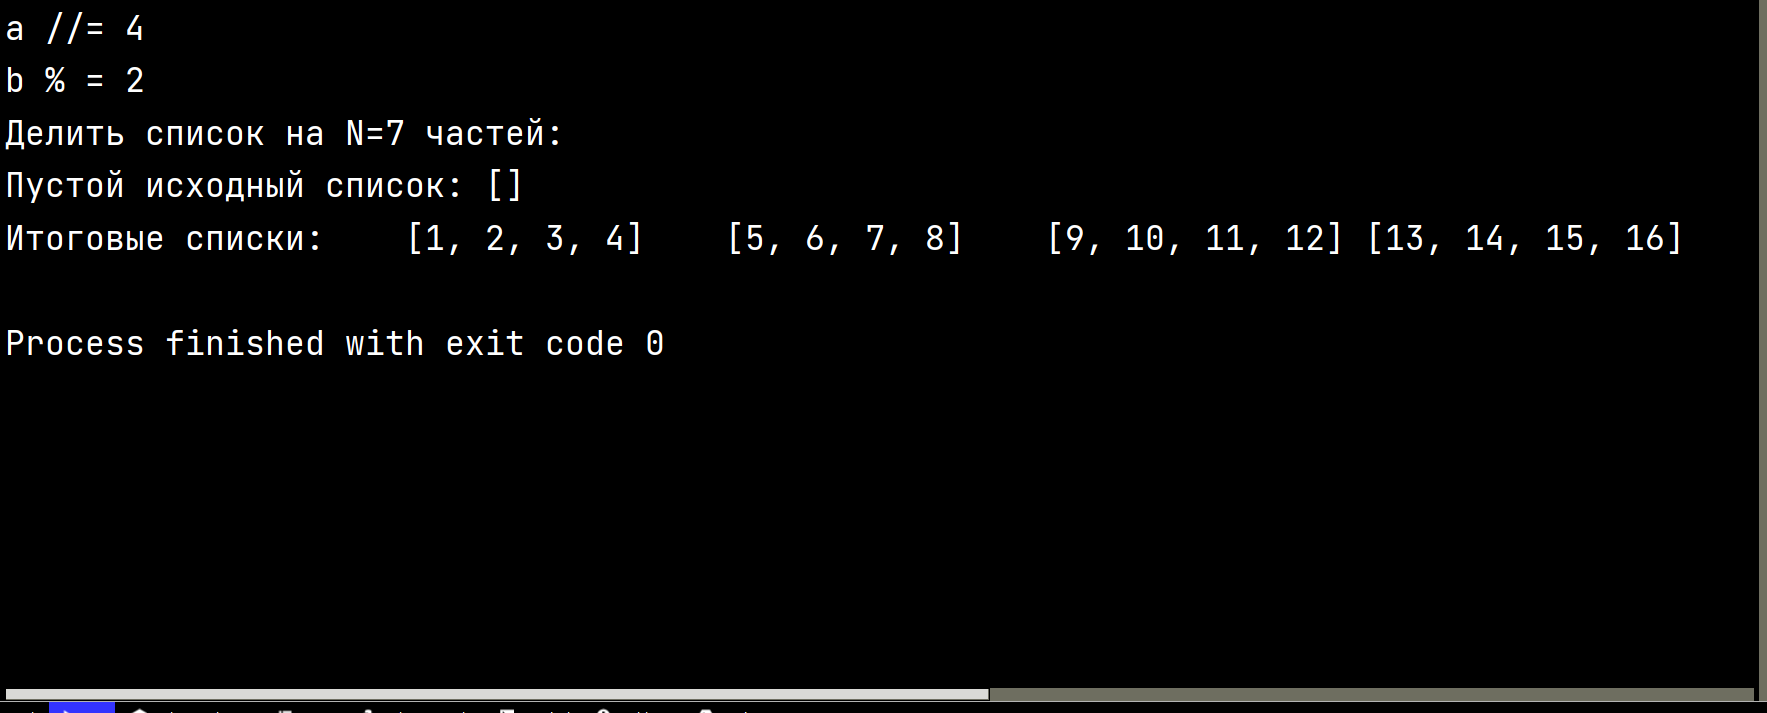 a //= 4
b % = 2
Делить список на N=7 частей:
Пустой исходный список: []
Итоговые списки:    [1, 2, 3, 4]    [5, 6, 7, 8]    [9, 10, 11, 12] [13, 14, 15, 16]
Process finished with exit code 0